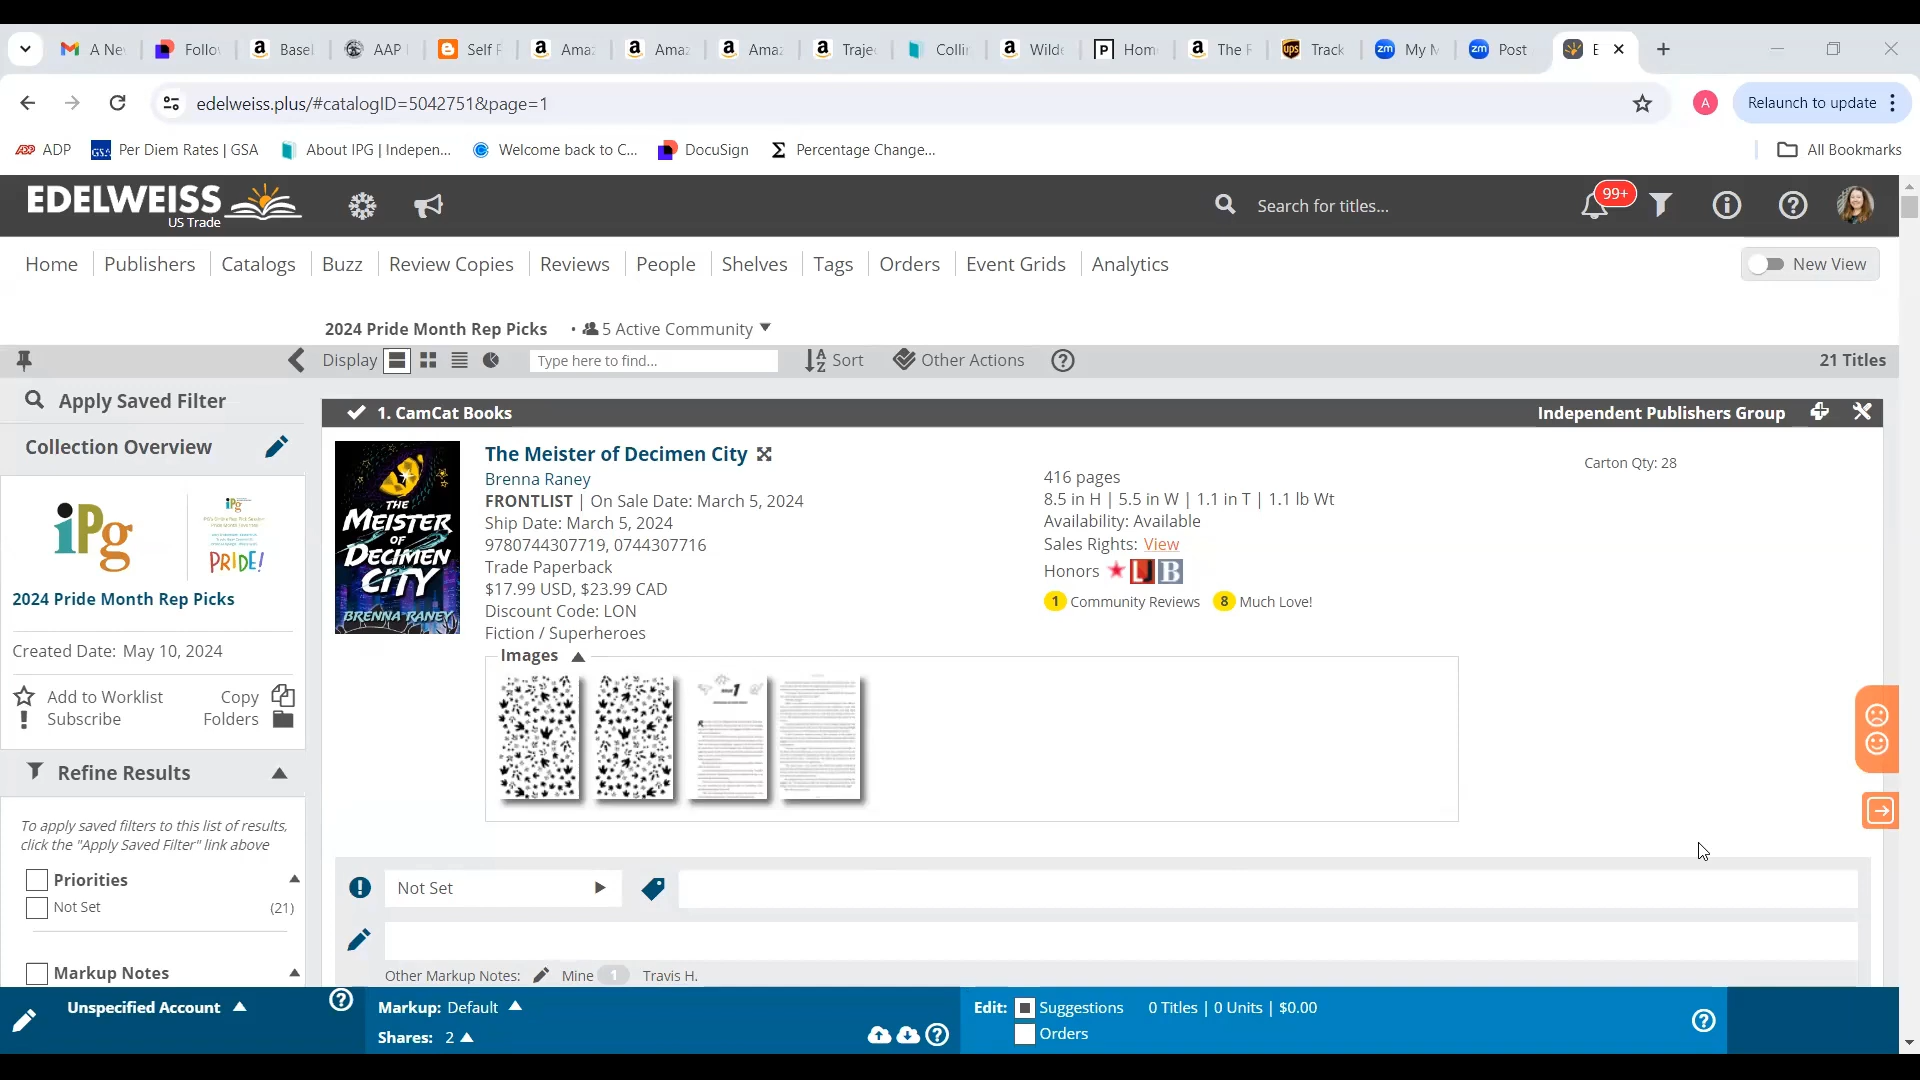 A Ne
Follo
Basel
AAP
Self P
Amaz
Amaz
Amaz
Traje
Collin
Wilde
Hom
The F
Track
My M
Post
E
edelweiss.plus/#catalogID=5042751&page=1
A
Relaunch to update
ADP
Per Diem Rates | GSA
About IPG | Indepen...
Welcome back to C...
DocuSign
Percentage Change...
All Bookmarks
EDELWEISS
US Trade
Search for titles...
99+
Home
Publishers
Catalogs
Buzz
Review Copies
Reviews
People
Shelves
Tags
Orders
Event Grids
Analytics
New View
2024 Pride Month Rep Picks • 5 Active Community
Display
Type here to find...
Sort
Other Actions
21 Titles
Apply Saved Filter
Collection Overview
ipg
PRIDE!
2024 Pride Month Rep Picks
Created Date: May 10, 2024
Add to Worklist
Copy
Subscribe
Folders
Refine Results
To apply saved filters to this list of results,
click the "Apply Saved Filter" link above
Priorities
Not Set (21)
Markup Notes
1. CamCat Books
Independent Publishers Group
THE
MEISTER
OF
DECIMEN
CITY
BRENNA RANEY
The Meister of Decimen City
Brenna Raney
FRONTLIST | On Sale Date: March 5, 2024
Ship Date: March 5, 2024
9780744307719, 0744307716
Trade Paperback
$17.99 USD, $23.99 CAD
Discount Code: LON
Fiction / Superheroes
416 pages
8.5 in H | 5.5 in W | 1.1 in T | 1.1 lb Wt
Availability: Available
Sales Rights: View
Honors
LJ
B
1 Community Reviews 8 Much Love!
Carton Qty: 28
Images
Not Set
Other Markup Notes: Mine 1 Travis H.
Unspecified Account
Markup: Default
Shares: 2
Edit: Suggestions 0 Titles | 0 Units | $0.00
Orders